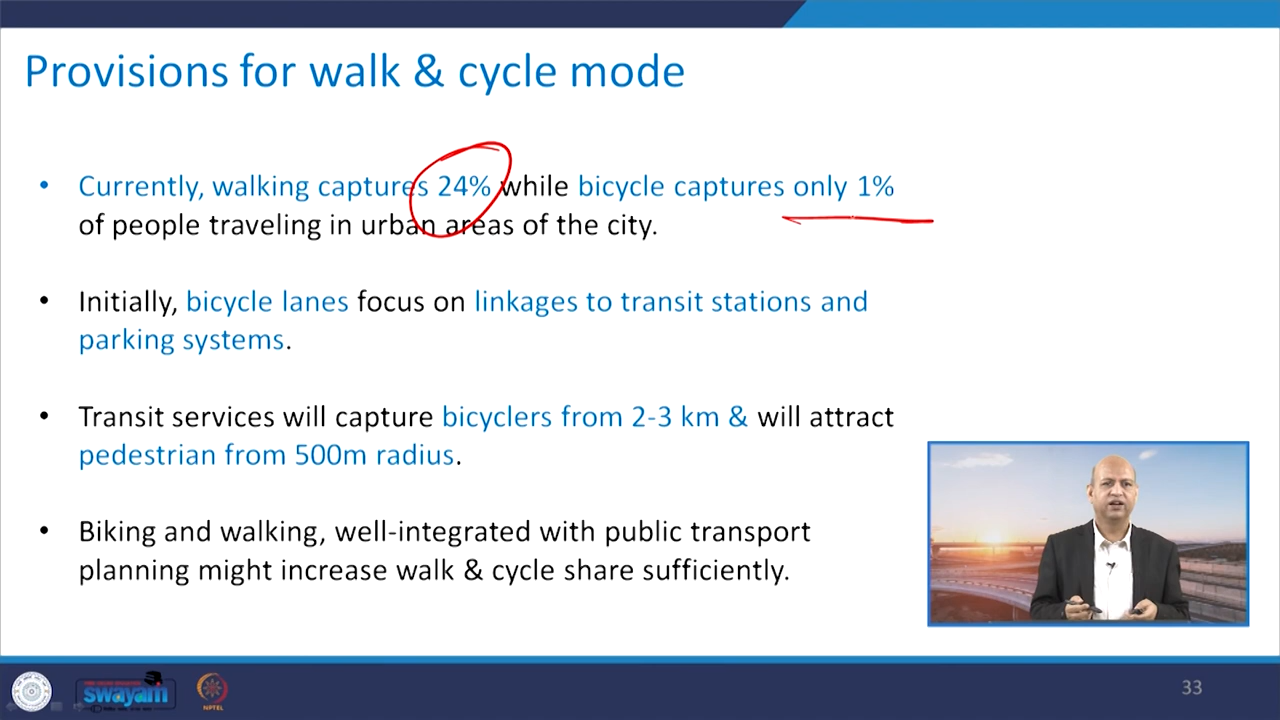 Provisions for walk & cycle mode
• Currently, walking captures 24% while bicycle captures only 1%
of people traveling in urban areas of the city.
• Initially, bicycle lanes focus on linkages to transit stations and
parking systems.
• Transit services will capture bicyclers from 2-3 km & will attract
pedestrian from 500m radius.
• Biking and walking, well-integrated with public transport
planning might increase walk & cycle share sufficiently.
swayam
NPTEL
33